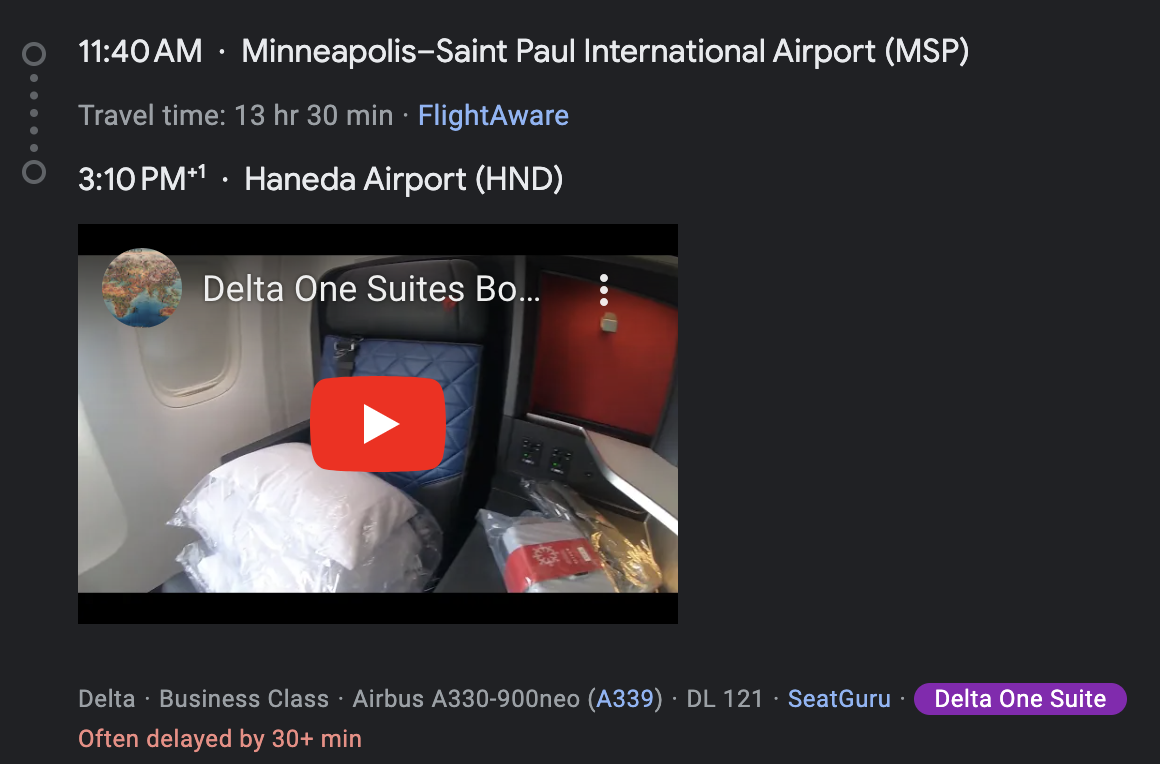 11:40 AM · Minneapolis–Saint Paul International Airport (MSP)
Travel time: 13 hr 30 min · FlightAware
3:10 PM+1 · Haneda Airport (HND)
Delta One Suites Bo...
Delta · Business Class · Airbus A330-900neo (A339) · DL 121 · SeatGuru · Delta One Suite
Often delayed by 30+ min